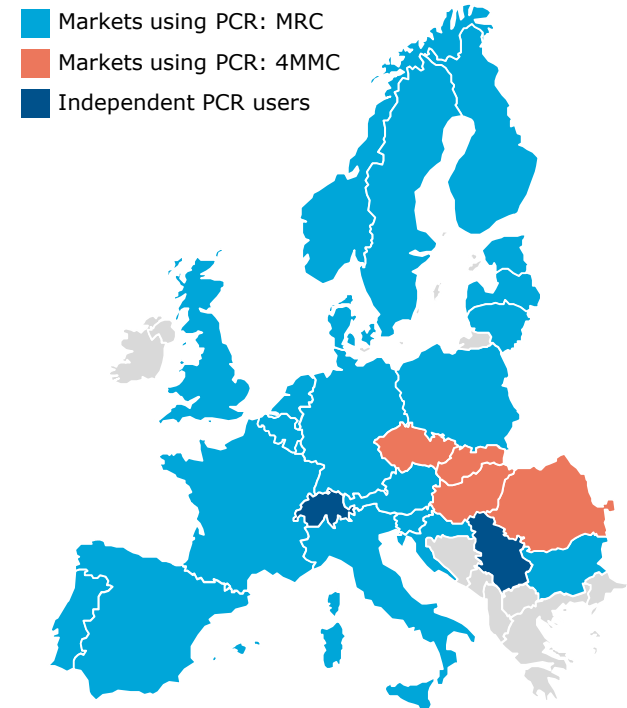 Markets using PCR: MRC
Markets using PCR: 4MMC
Independent PCR users